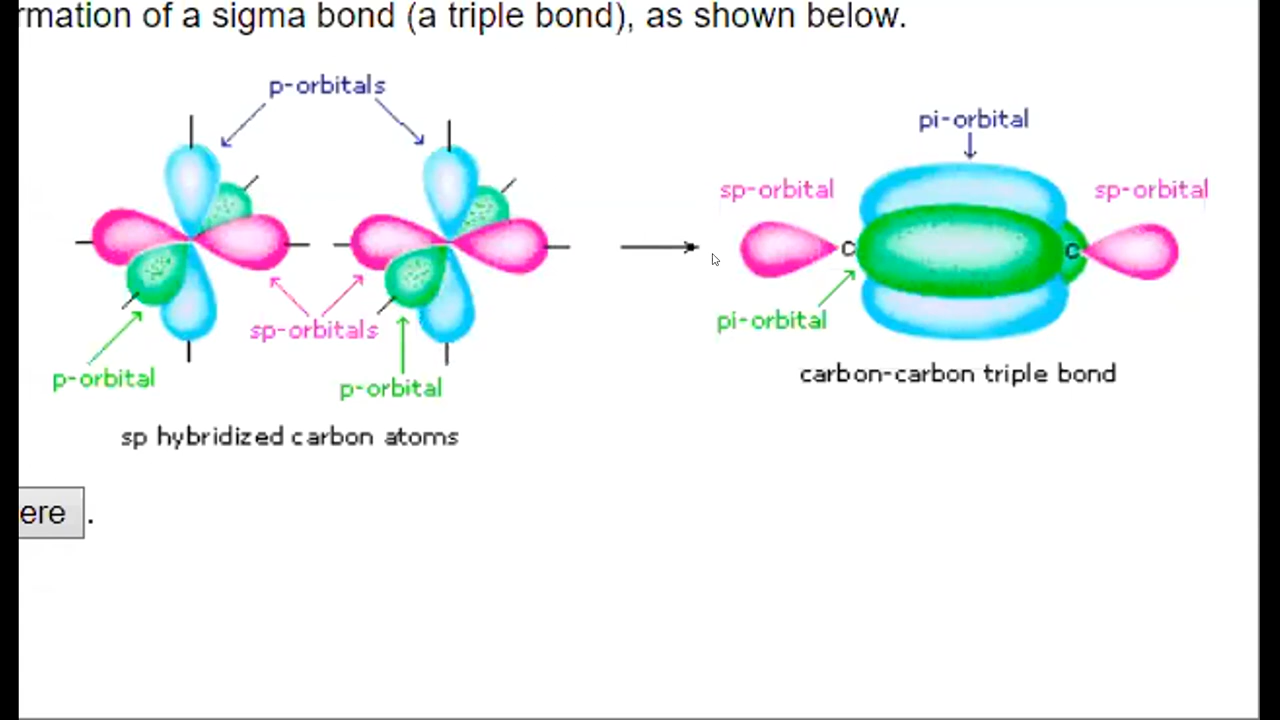 rmation of a sigma bond (a triple bond), as shown below.
p-orbitals
pi-orbital
sp-orbital
sp-orbital
C
C
sp-orbitals
pi-orbital
p-orbital
p-orbital
carbon-carbon triple bond
sp hybridized carbon atoms
ere .